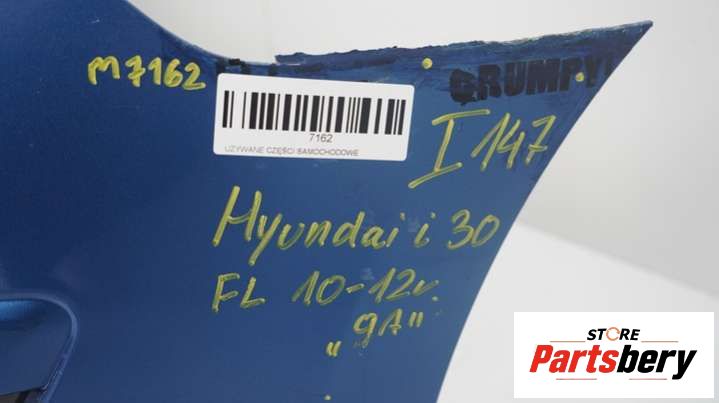 M7162
GRUMPY
7162
UŻYWANE CZĘŚCI SAMOCHODOWE
I 147
Hyundai i 30
FL 10-12r.
„9A"
STORE
Partsbery